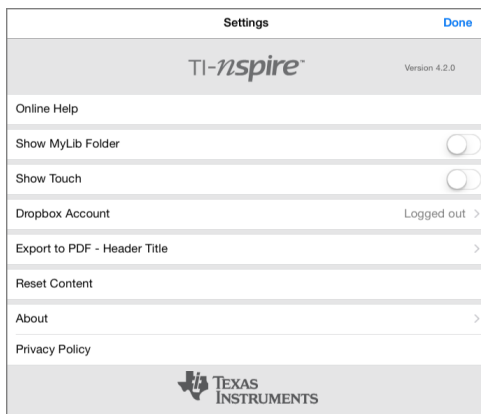 Settings Done
TI-nspire™ Version 4.2.0
Online Help
Show MyLib Folder
Show Touch
Dropbox Account Logged out >
Export to PDF - Header Title >
Reset Content
About >
Privacy Policy
TEXAS
INSTRUMENTS